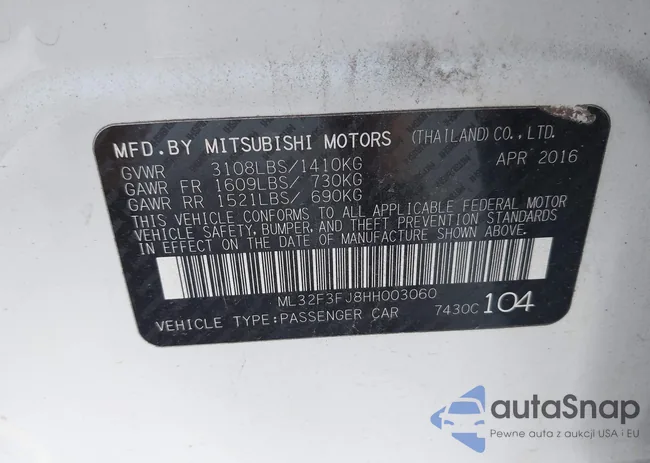 MFD.BY MITSUBISHI MOTORS (THAILAND) CO., LTD.
GVWR 3108LBS/1410KG APR 2016
GAWR FR 1609LBS/ 730KG
GAWR RR 1521LBS/ 690KG
THIS VEHICLE CONFORMS TO ALL APPLICABLE FEDERAL MOTOR
VEHICLE SAFETY, BUMPER, AND THEFT PREVENTION STANDARDS
IN EFFECT ON THE DATE OF MANUFACTURE SHOWN ABOVE.
ML32F3FJ8HH003060
VEHICLE TYPE:PASSENGER CAR 7430C 104
autaSnap
Pewne auta z aukcji USA i EU